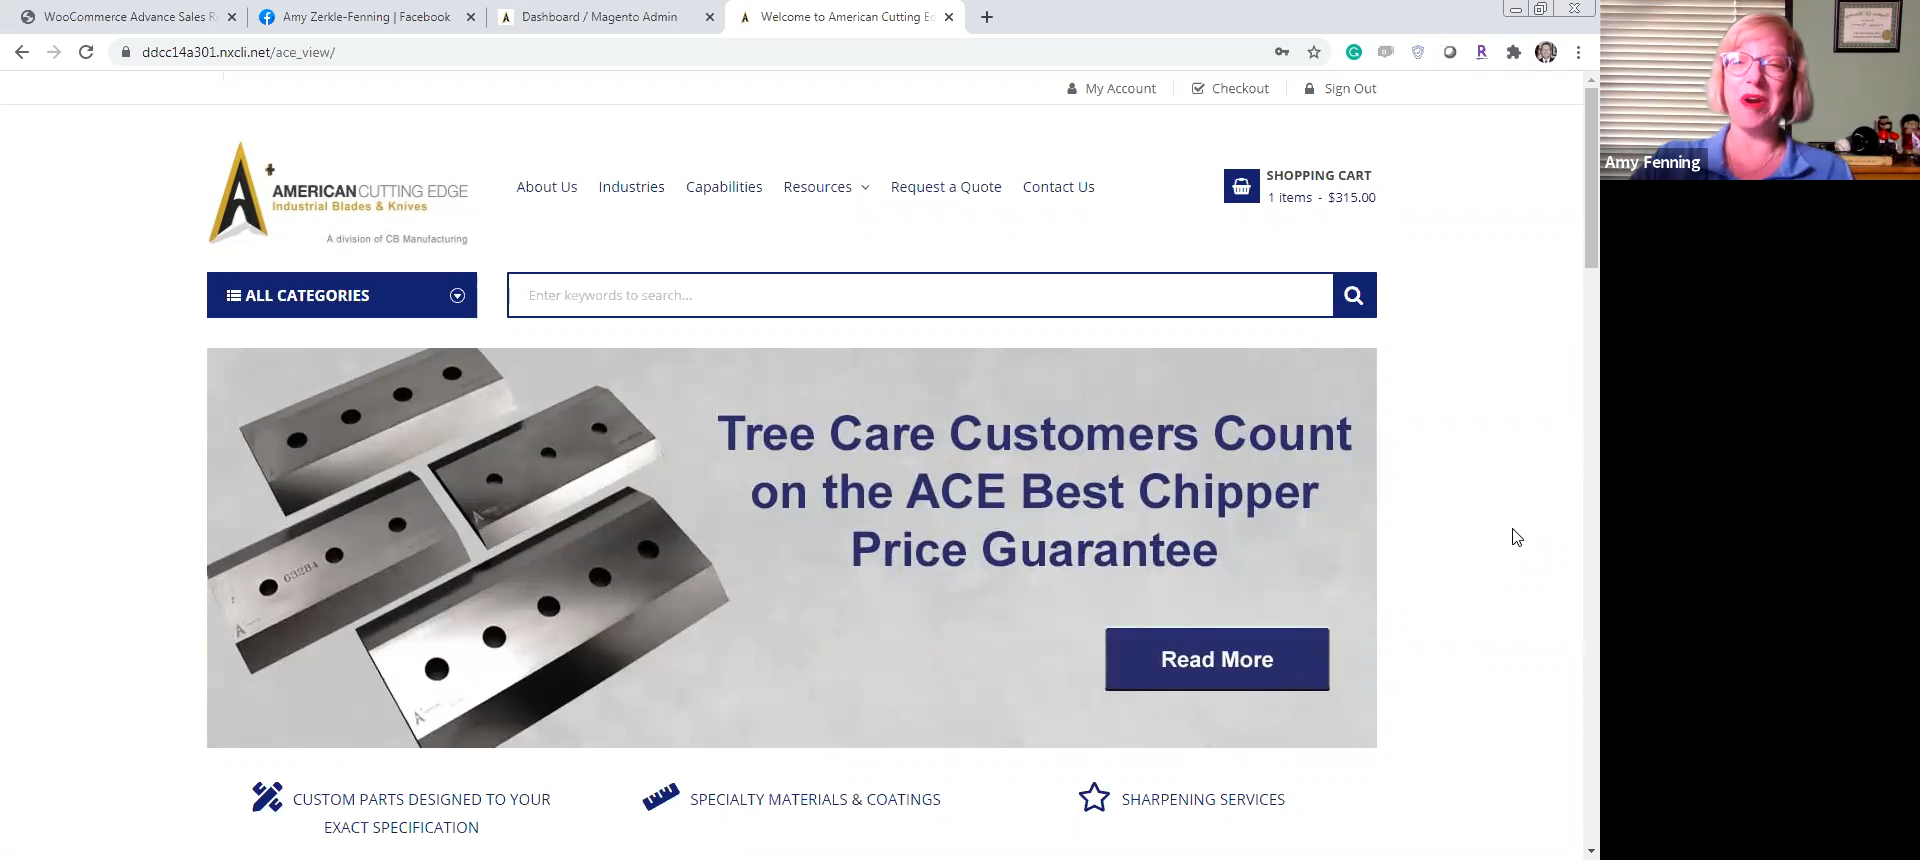 WooCommerce Advance Sales R
Amy Zerkle-Fenning | Facebook
Dashboard / Magento Admin
Welcome to American Cutting Ed
ddcc14a301.nxcli.net/ace_view/
My Account
Checkout
Sign Out
AMERICAN CUTTING EDGE
Industrial Blades & Knives
A division of CB Manufacturing
About Us
Industries
Capabilities
Resources
Request a Quote
Contact Us
SHOPPING CART
1 items - $315.00
ALL CATEGORIES
Enter keywords to search...
63284
Tree Care Customers Count
on the ACE Best Chipper
Price Guarantee
Read More
CUSTOM PARTS DESIGNED TO YOUR
EXACT SPECIFICATION
SPECIALTY MATERIALS & COATINGS
SHARPENING SERVICES
Amy Fenning